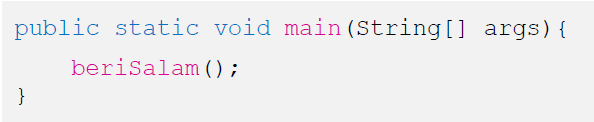 public static void main(String[] args){
    beriSalam();
}